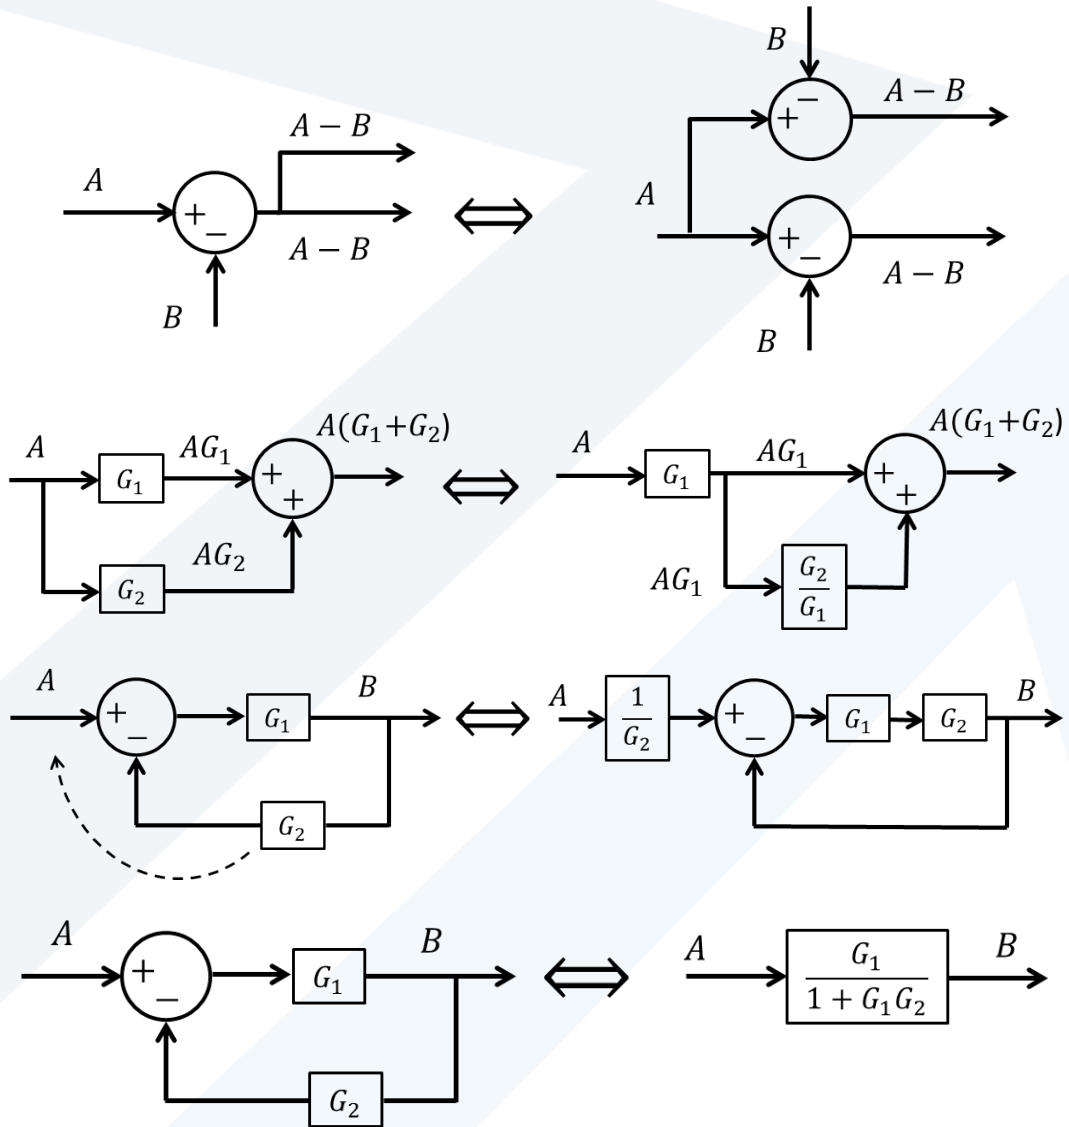 B
A − B
+ −
A
A − B
+ −
A − B
B
A
A − B
+ −
A − B
B
A
AG₁
A(G₁+G₂)
G₁
+ +
G₂
AG₂
A
AG₁
A(G₁+G₂)
G₁
+ +
AG₁
G₂
G₁
A
B
+ −
G₁
G₂
A
1
G₂
+ −
G₁
G₂
B
A
B
+ −
G₁
G₂
A
G₁
1 + G₁G₂
B